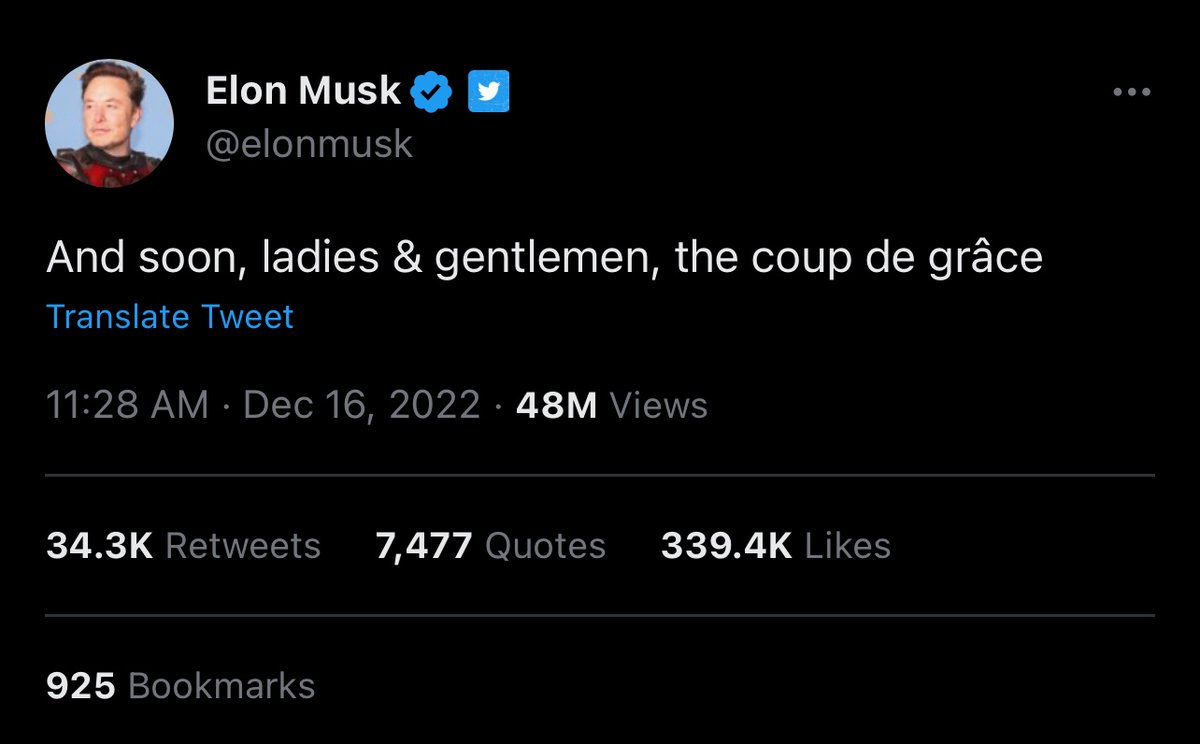 Elon Musk
@elonmusk
And soon, ladies & gentlemen, the coup de grâce
Translate Tweet
11:28 AM · Dec 16, 2022 · 48M Views
34.3K Retweets 7,477 Quotes 339.4K Likes
925 Bookmarks